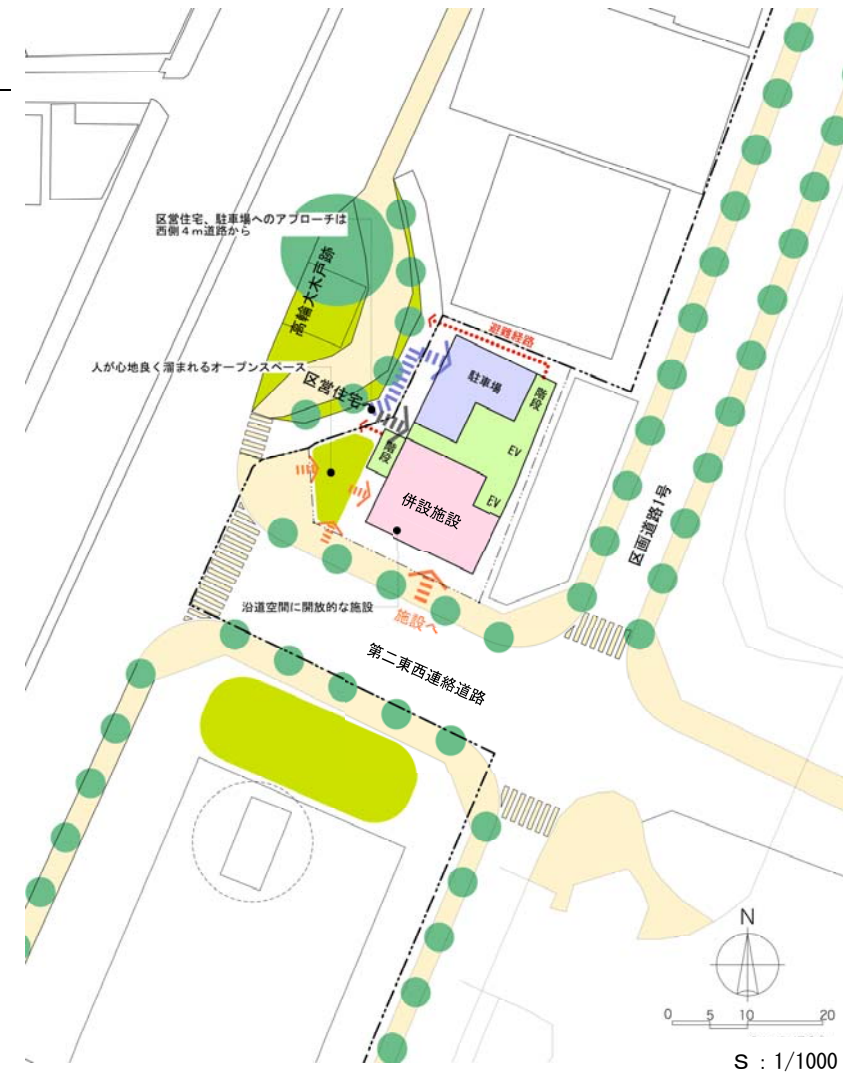 区営住宅、駐車場へのアプローチは
西側4m道路から
高輪大木戸跡
避難経路
人が心地良く溜まれるオープンスペース
区営住宅へ
駐車場
階段
EV
階段
EV
併設施設
区画道路1号
沿道空間に開放的な施設
施設へ
第二東西連絡道路
N
0 5 10 20
S : 1/1000